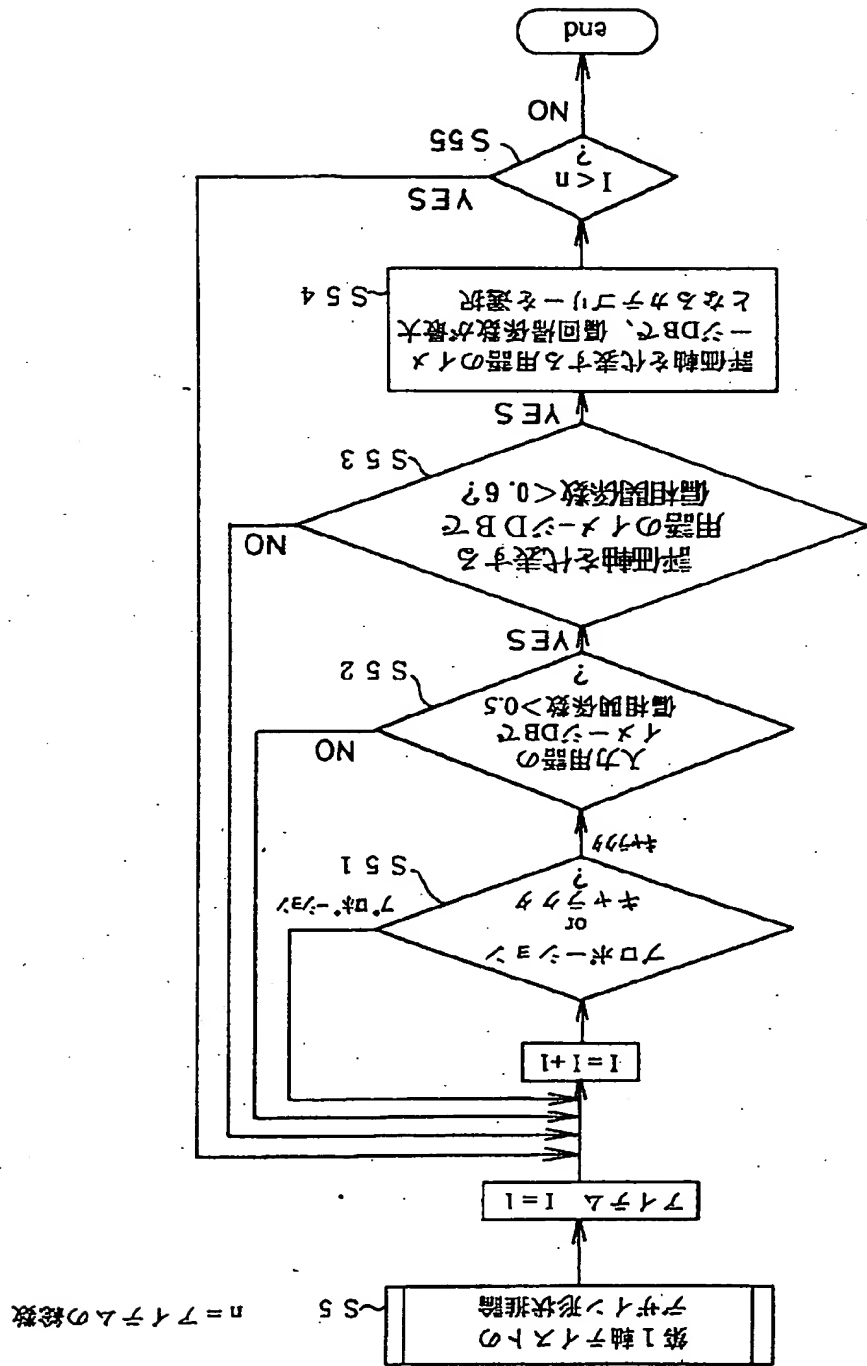 第1軸テイストの
デザイン形状推論
S5
n=アイテムの総数
アイテム I=1
I=I+1
プロポーション
or
キャラクタ
?
S51
プロポーション
キャラクタ
入力用器の
イメージDBで
偏相関係数>0.5
?
S52
NO
YES
評価軸を代表する
用器のイメージDBで
偏相関係数<0.6?
S53
NO
YES
評価軸を代表する用器のイメ
ージDBで、偏回帰係数が最大
となるカテゴリーを選択
S54
I<n
?
S55
YES
NO
end